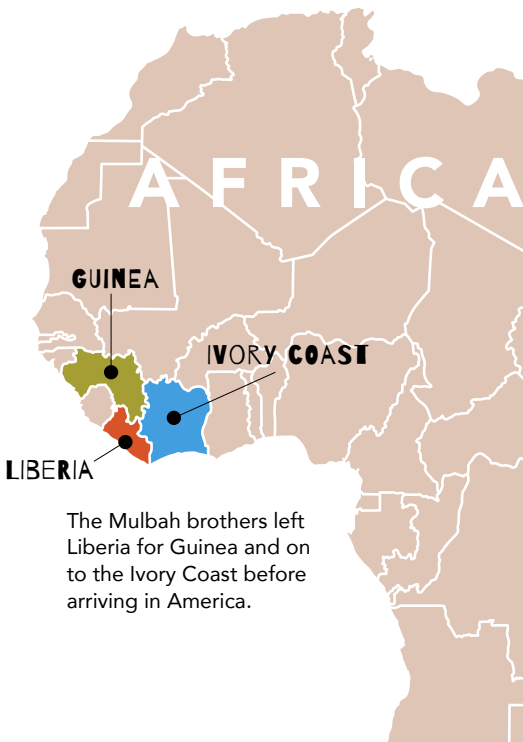 AFRICA
GUINEA
IVORY COAST
LIBERIA
The Mulbah brothers left
Liberia for Guinea and on
to the Ivory Coast before
arriving in America.